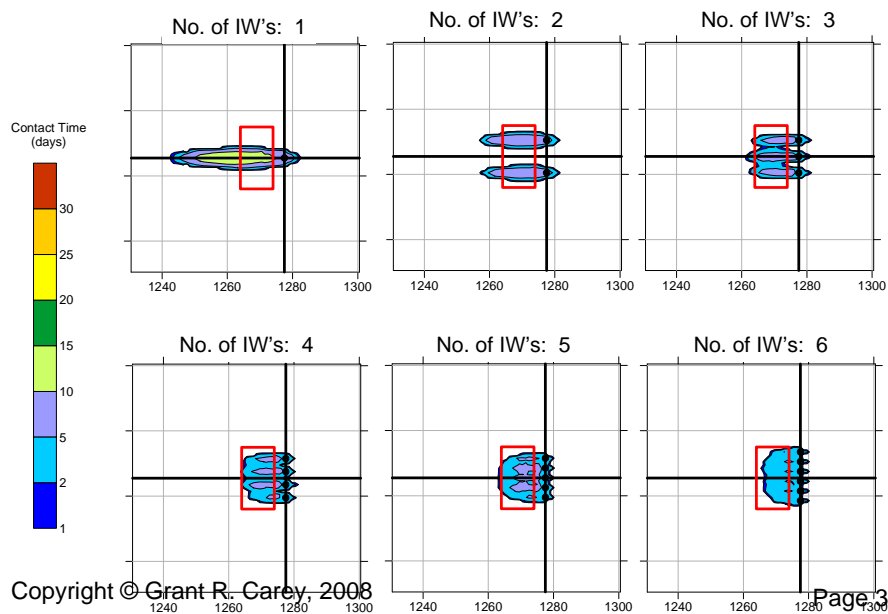 No. of IW's: 1
No. of IW's: 2
No. of IW's: 3
1240 1260 1280 1300
1240 1260 1280 1300
1240 1260 1280 1300
Contact Time
(days)
30
25
20
15
10
5
2
1
No. of IW's: 4
No. of IW's: 5
No. of IW's: 6
1240 1260 1280 1300
1240 1260 1280 1300
1240 1260 1280 1300
Copyright © Grant R. Carey, 2008
Page 3